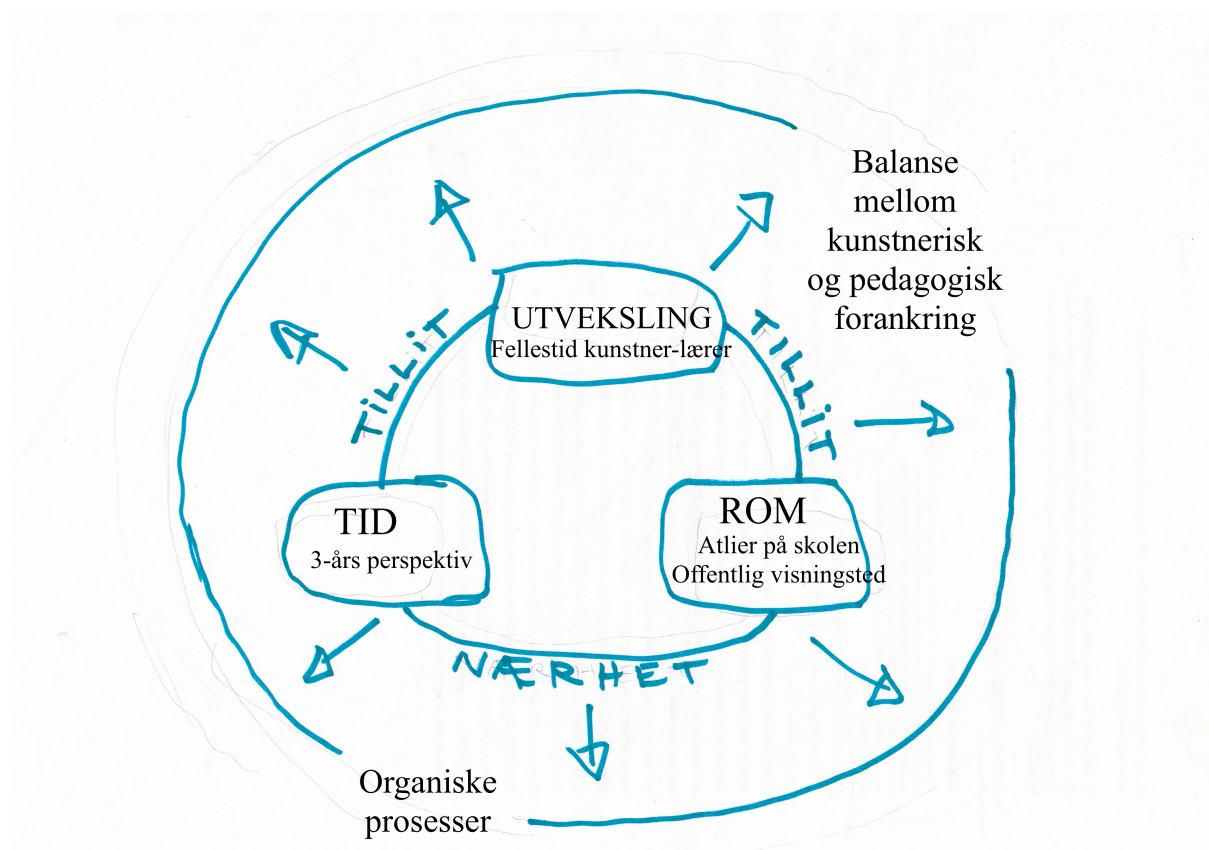 Balanse
mellom
kunstnerisk
og pedagogisk
forankring
UTVEKSLING
Fellestid kunstner-lærer
TiLLiT
TILLiT
TID
3-års perspektiv
ROM
Atlier på skolen
Offentlig visningsted
NÆRHET
Organiske
prosesser